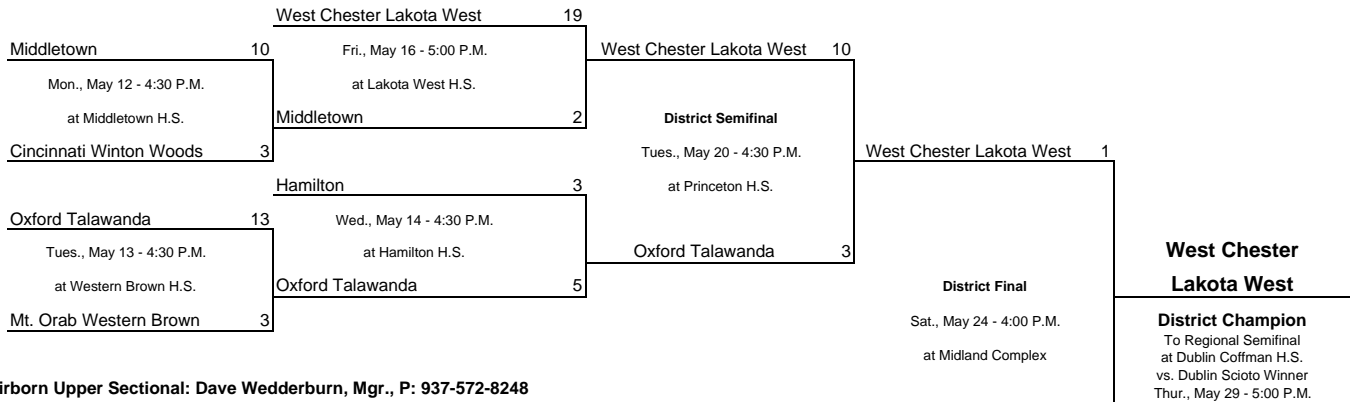 West Chester Lakota West 19
Middletown 10
Fri., May 16 - 5:00 P.M.
West Chester Lakota West 10
Mon., May 12 - 4:30 P.M.
at Lakota West H.S.
at Middletown H.S.
Middletown 2
District Semifinal
Cincinnati Winton Woods 3
Tues., May 20 - 4:30 P.M.
West Chester Lakota West 1
Hamilton 3
at Princeton H.S.
Oxford Talawanda 13
Wed., May 14 - 4:30 P.M.
Tues., May 13 - 4:30 P.M.
at Hamilton H.S.
Oxford Talawanda 3
West Chester
at Western Brown H.S.
Oxford Talawanda 5
District Final
Lakota West
Mt. Orab Western Brown 3
Sat., May 24 - 4:00 P.M.
District Champion
To Regional Semifinal
at Midland Complex
at Dublin Coffman H.S.
vs. Dublin Scioto Winner
irborn Upper Sectional: Dave Wedderburn, Mgr., P: 937-572-8248
Thur., May 29 - 5:00 P.M.